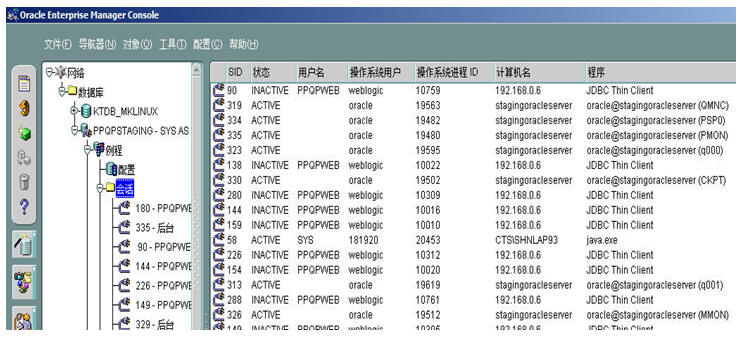 Oracle Enterprise Manager Console
文件(F) 导航器(N) 对象(O) 工具(T) 配置(C) 帮助(H)
网络
数据库
KTDB_MKLINUX
PPQPSTAGING - SYS AS
例程
配置
会话
180 - PPQPWE
335 - 后台
90 - PPQPWE
144 - PPQPWE
226 - PPQPWE
149 - PPQPWE
329 - 后台
SID 状态 用户名 操作系统用户 操作系统进程 ID 计算机名 程序
90 INACTIVE PPQPWEB weblogic 10759 192.168.0.6 JDBC Thin Client
319 ACTIVE oracle 19563 stagingoracleserver oracle@stagingoracleserver (QMNC)
334 ACTIVE oracle 19482 stagingoracleserver oracle@stagingoracleserver (PSP0)
335 ACTIVE oracle 19480 stagingoracleserver oracle@stagingoracleserver (PMON)
323 ACTIVE oracle 19595 stagingoracleserver oracle@stagingoracleserver (q000)
138 INACTIVE PPQPWEB weblogic 10022 192.168.0.6 JDBC Thin Client
330 ACTIVE oracle 19502 stagingoracleserver oracle@stagingoracleserver (CKPT)
280 INACTIVE PPQPWEB weblogic 10309 192.168.0.6 JDBC Thin Client
144 INACTIVE PPQPWEB weblogic 10016 192.168.0.6 JDBC Thin Client
159 INACTIVE PPQPWEB weblogic 10010 192.168.0.6 JDBC Thin Client
58 ACTIVE SYS 181920 20453 CTS\SHNLAP93 java.exe
226 INACTIVE PPQPWEB weblogic 10312 192.168.0.6 JDBC Thin Client
154 INACTIVE PPQPWEB weblogic 10020 192.168.0.6 JDBC Thin Client
313 ACTIVE oracle 19619 stagingoracleserver oracle@stagingoracleserver (q001)
288 INACTIVE PPQPWEB weblogic 10761 192.168.0.6 JDBC Thin Client
326 ACTIVE oracle 19512 stagingoracleserver oracle@stagingoracleserver (MMON)
149 INACTIVE PPQPWEB weblogic 10305 192.168.0.6 JDBC Thin Client